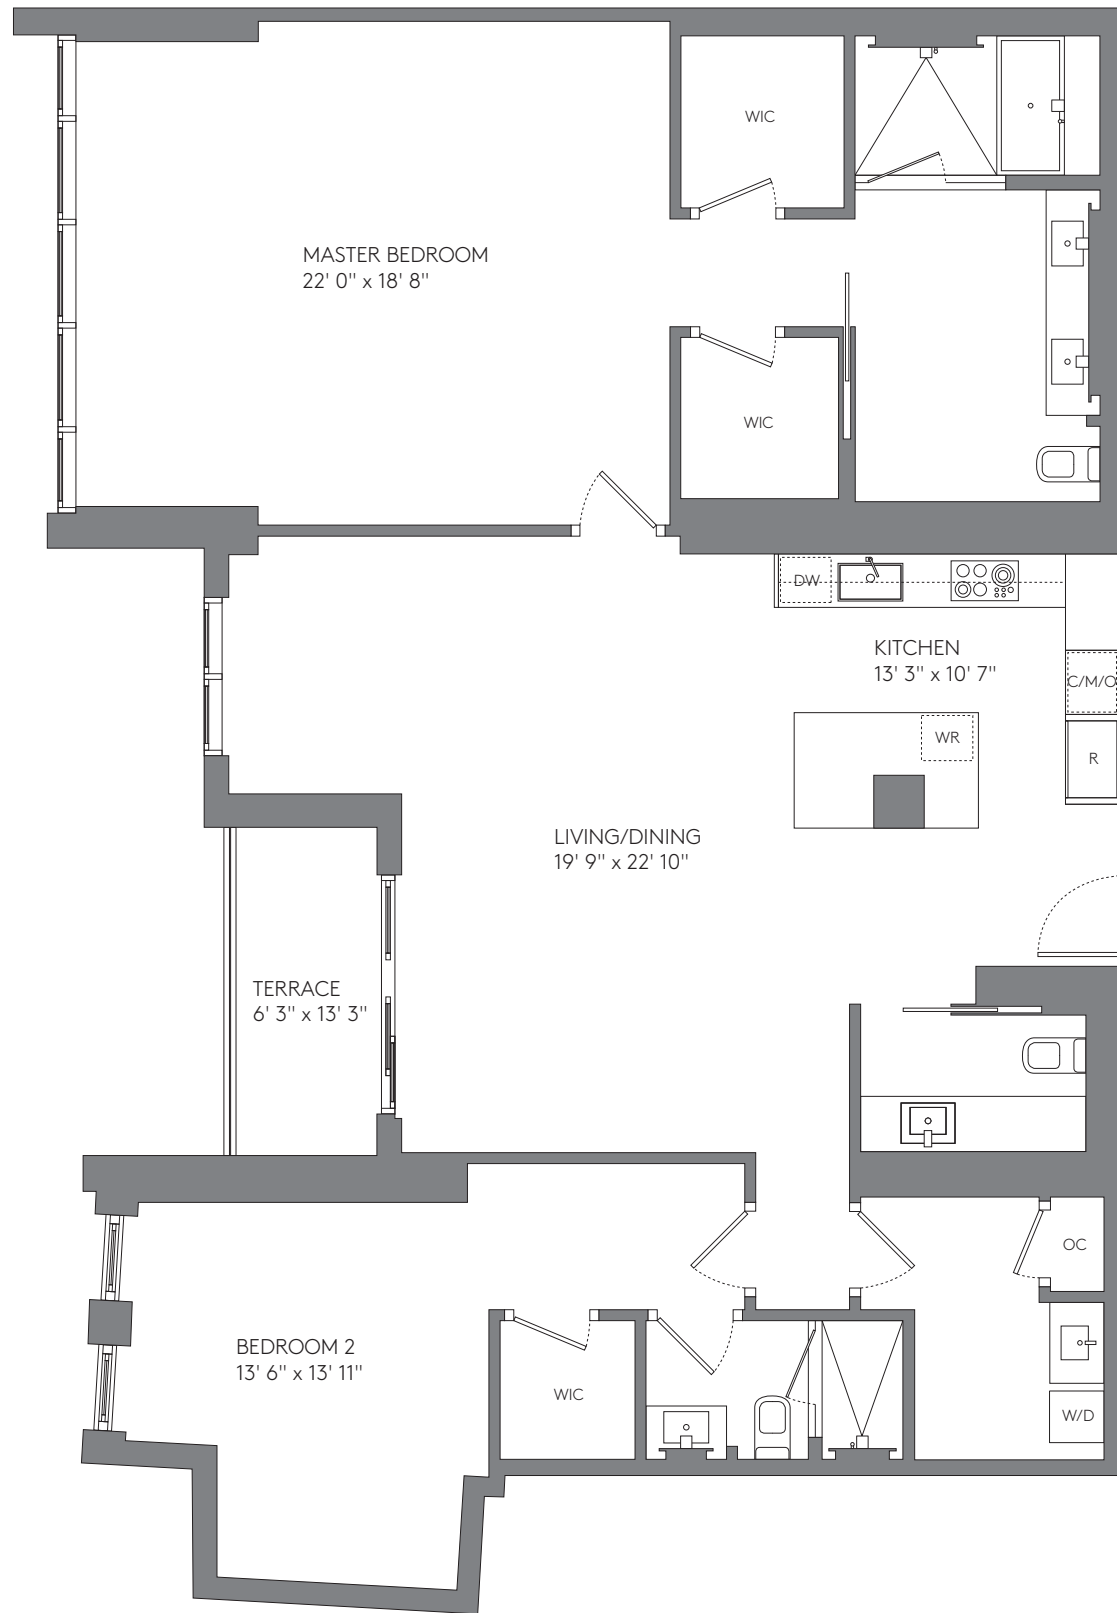 WIC
MASTER BEDROOM
22' 0" x 18' 8"
WIC
DW
KITCHEN
13' 3" x 10' 7"
C/M/O
WR
R
LIVING/DINING
19' 9" x 22' 10"
TERRACE
6' 3" x 13' 3"
OC
BEDROOM 2
13' 6" x 13' 11"
WIC
W/D